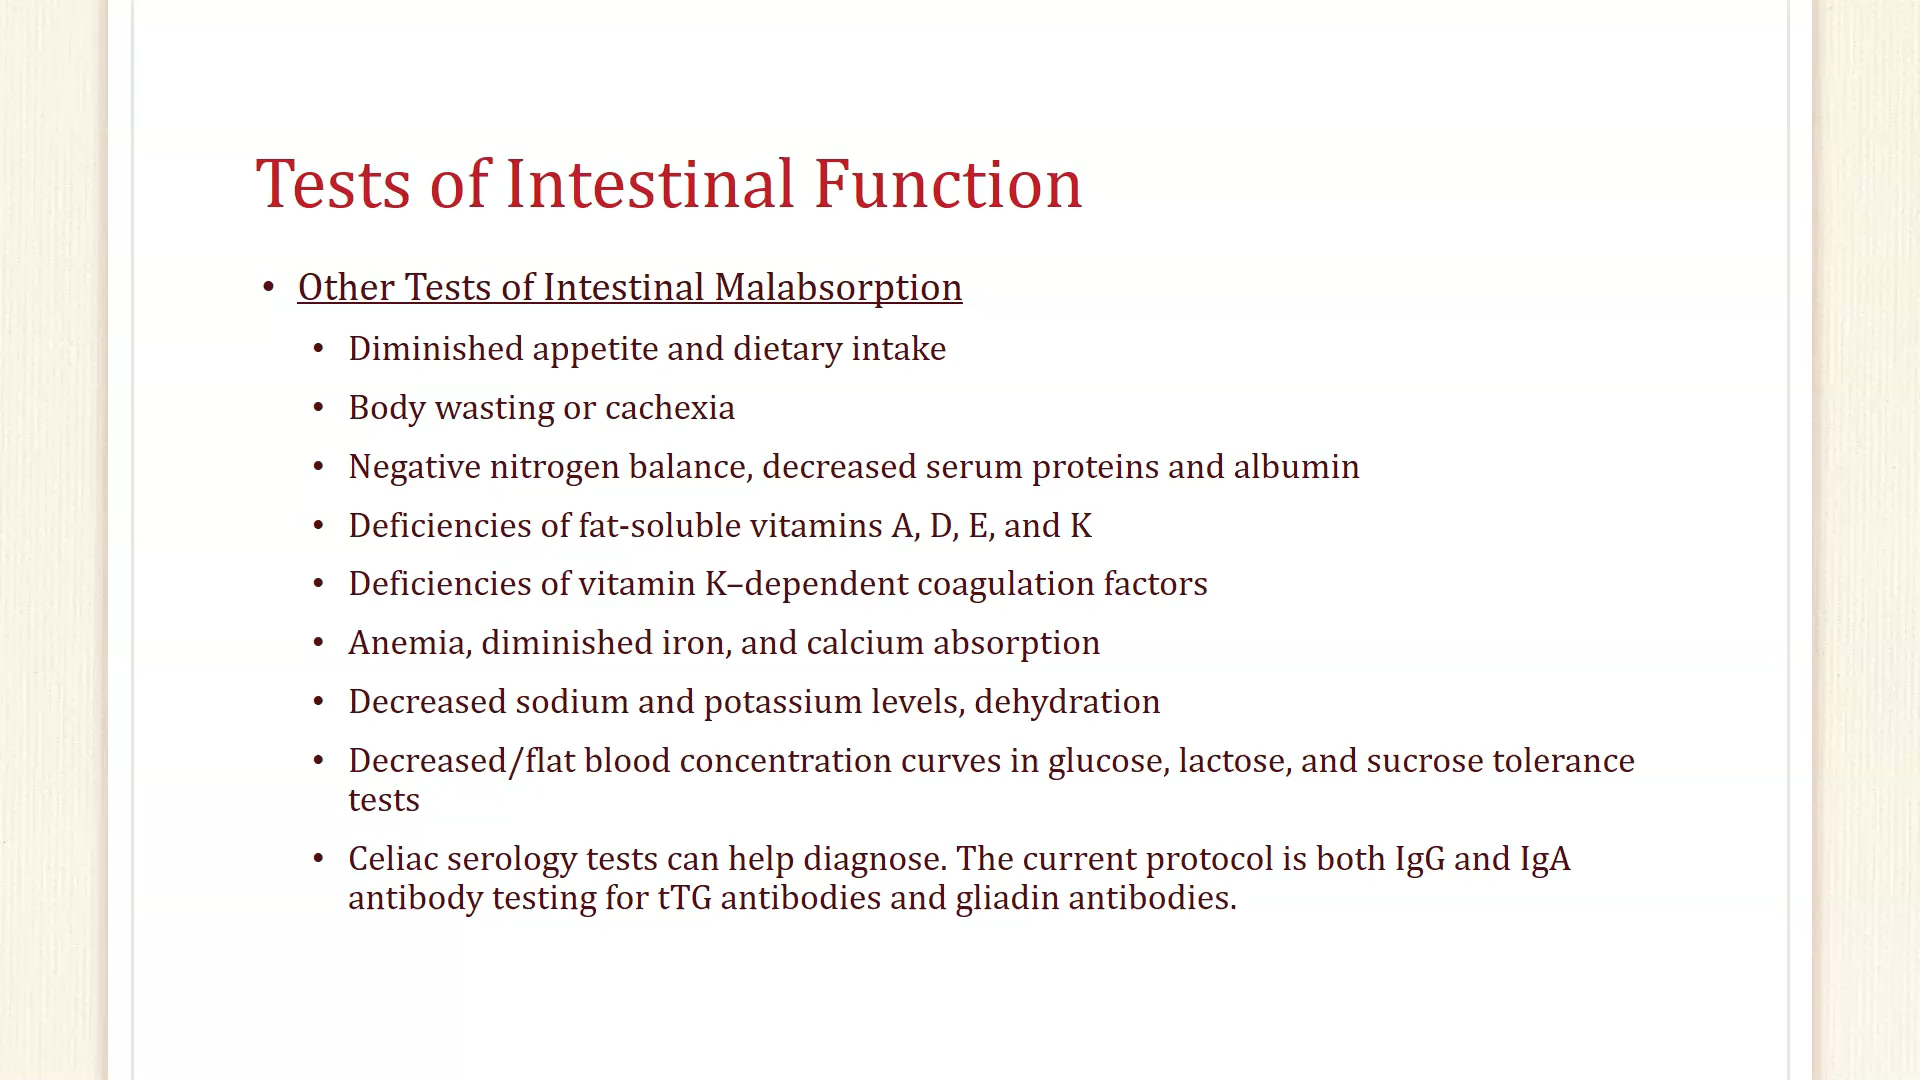 Tests of Intestinal Function
• Other Tests of Intestinal Malabsorption
• Diminished appetite and dietary intake
• Body wasting or cachexia
• Negative nitrogen balance, decreased serum proteins and albumin
• Deficiencies of fat-soluble vitamins A, D, E, and K
• Deficiencies of vitamin K–dependent coagulation factors
• Anemia, diminished iron, and calcium absorption
• Decreased sodium and potassium levels, dehydration
• Decreased/flat blood concentration curves in glucose, lactose, and sucrose tolerance
tests
• Celiac serology tests can help diagnose. The current protocol is both IgG and IgA
antibody testing for tTG antibodies and gliadin antibodies.